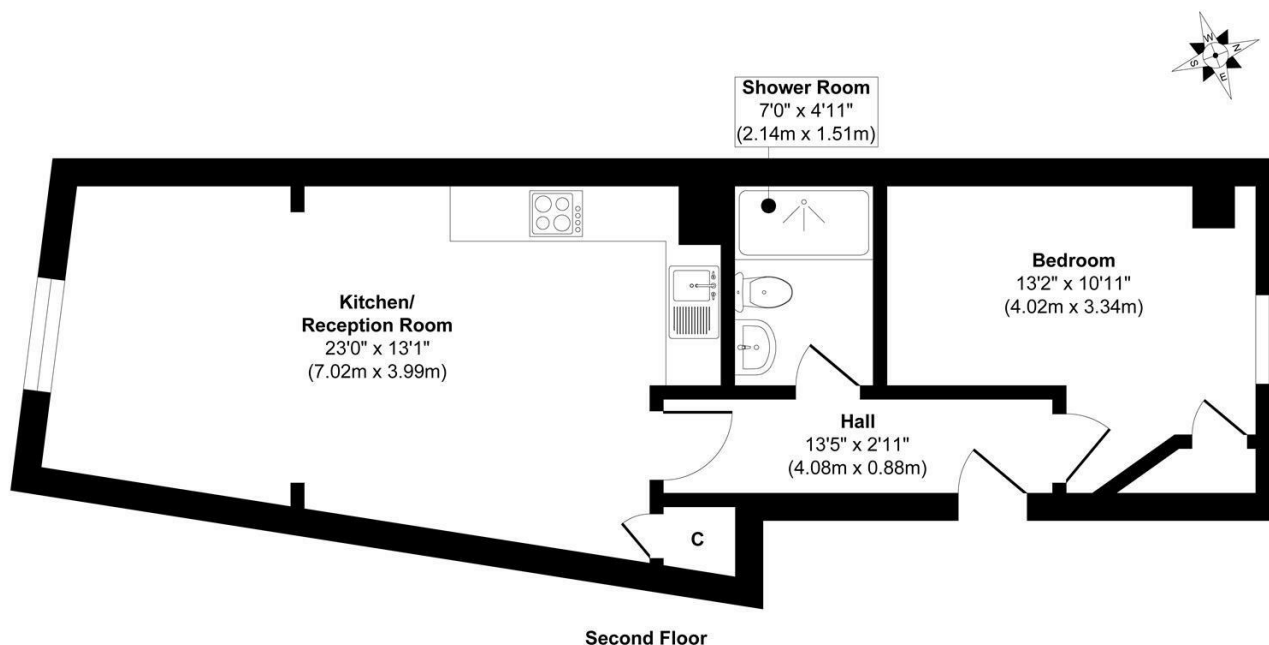 W
N
S
E
Shower Room
7'0" x 4'11"
(2.14m x 1.51m)
Kitchen/
Reception Room
23'0" x 13'1"
(7.02m x 3.99m)
Bedroom
13'2" x 10'11"
(4.02m x 3.34m)
Hall
13'5" x 2'11"
(4.08m x 0.88m)
C
Second Floor